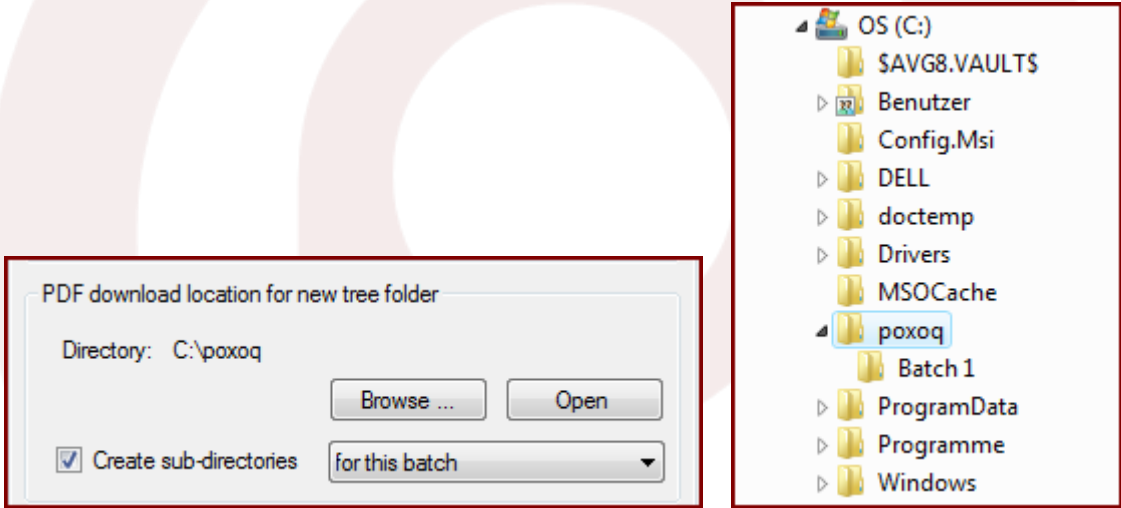 PDF download location for new tree folder
Directory: C:\poxoq
Browse ... Open
Create sub-directories for this batch
OS (C:)
$AVG8.VAULT$
Benutzer
Config.Msi
DELL
doctemp
Drivers
MSOCache
poxoq
Batch 1
ProgramData
Programme
Windows